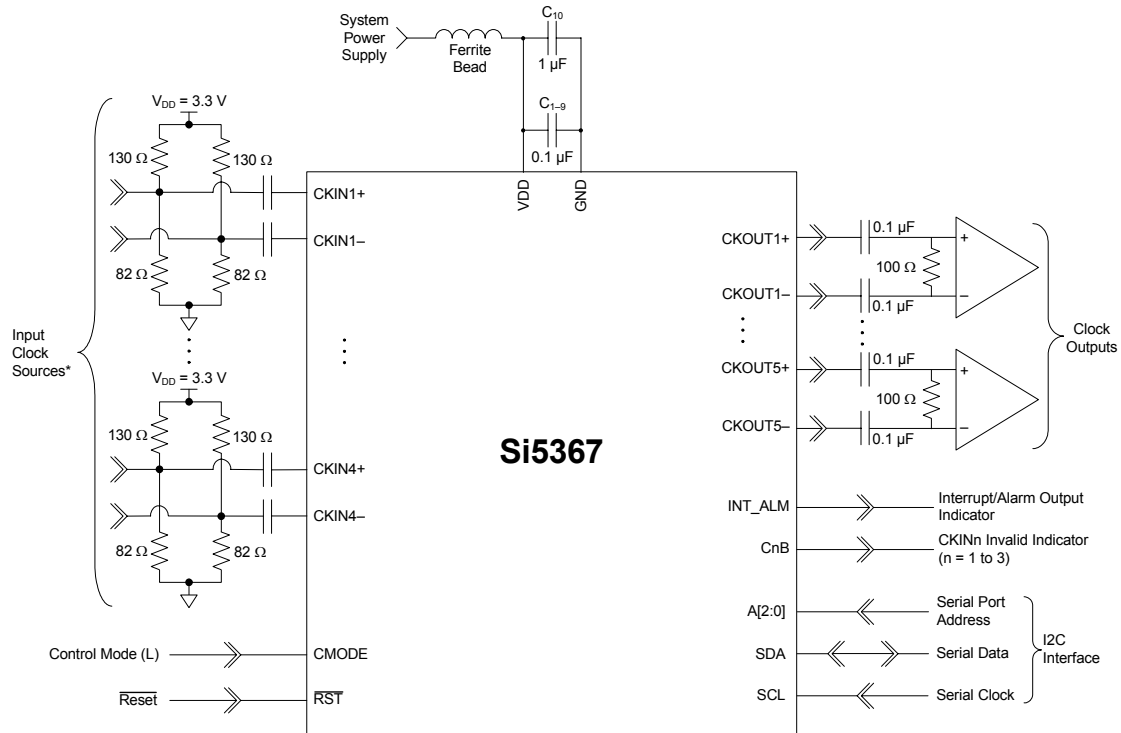 System
Power
Supply
Ferrite
Bead
C10
1 µF
C1–9
0.1 µF
VDD = 3.3 V
130 Ω
130 Ω
82 Ω
82 Ω
Input
Clock
Sources*
VDD = 3.3 V
130 Ω
130 Ω
82 Ω
82 Ω
Control Mode (L)
Reset
VDD
GND
CKIN1+
CKIN1–
CKIN4+
CKIN4–
CMODE
RST
Si5367
CKOUT1+
CKOUT1–
CKOUT5+
CKOUT5–
INT_ALM
CnB
A[2:0]
SDA
SCL
0.1 µF
100 Ω
0.1 µF
0.1 µF
100 Ω
0.1 µF
Clock
Outputs
Interrupt/Alarm Output
Indicator
CKINn Invalid Indicator
(n = 1 to 3)
Serial Port
Address
Serial Data
Serial Clock
I2C
Interface
+
–
+
–